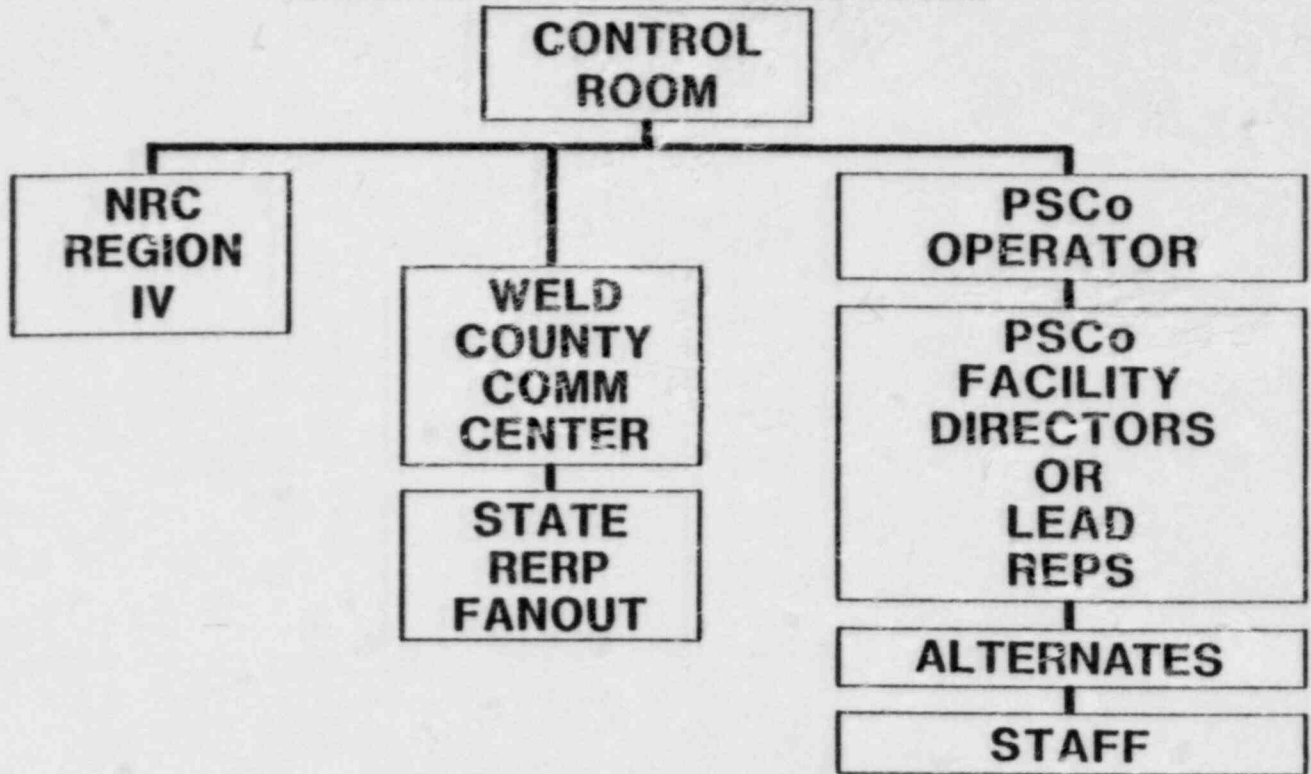 CONTROL
ROOM
NRC
REGION
IV
WELD
COUNTY
COMM
CENTER
STATE
RERP
FANOUT
PSCo
OPERATOR
PSCo
FACILITY
DIRECTORS
OR
LEAD
REPS
ALTERNATES
STAFF